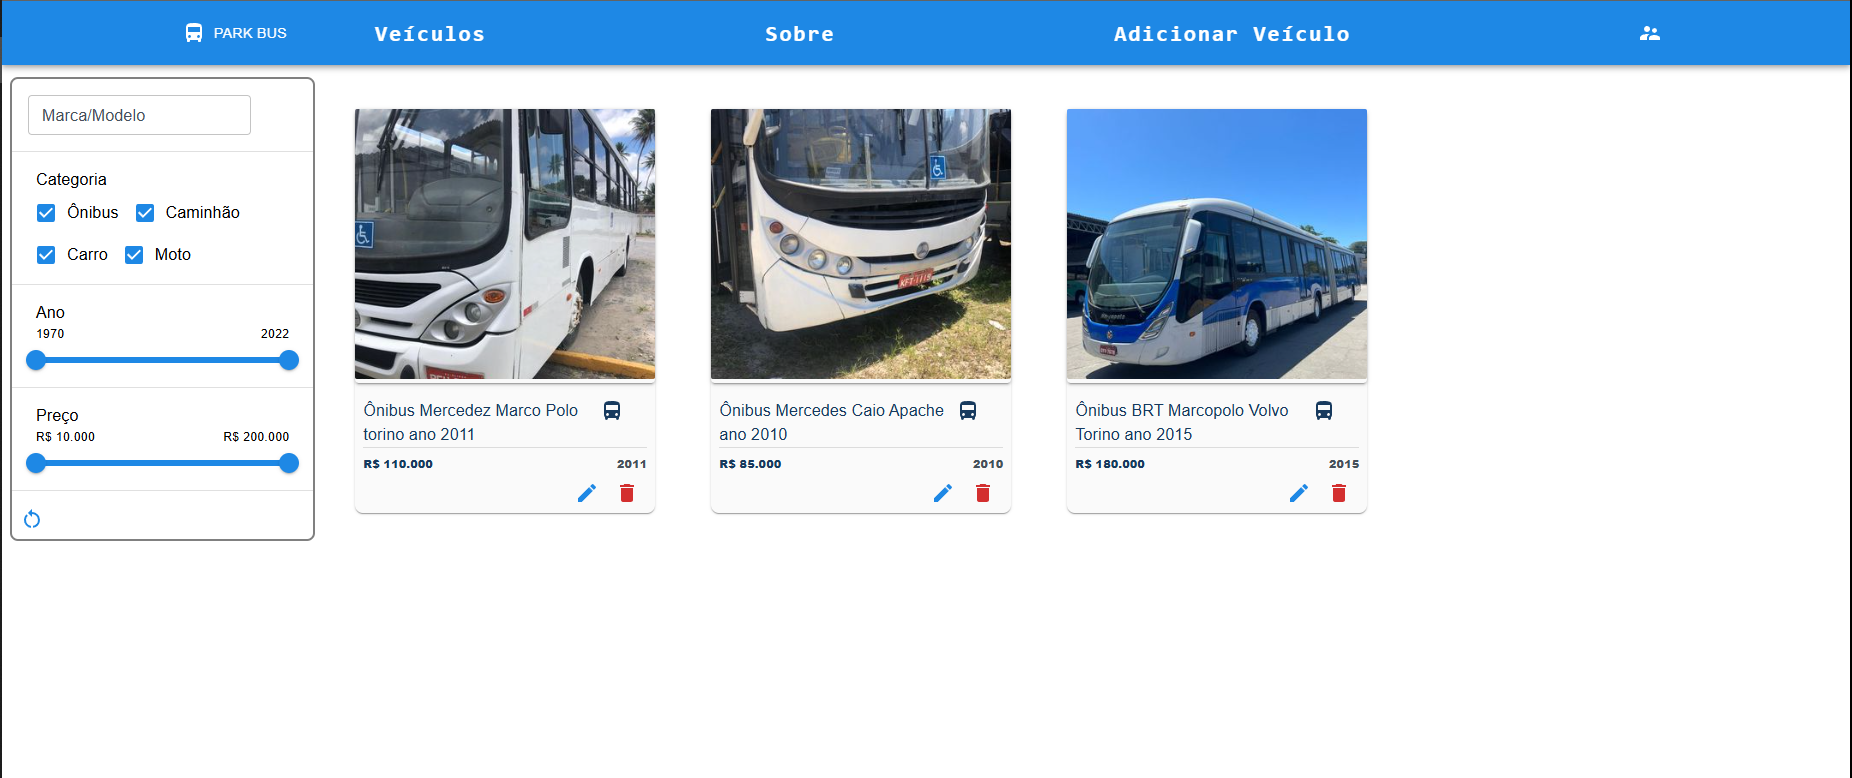 PARK BUS
Veículos
Sobre
Adicionar Veículo
Marca/Modelo
Categoria
Ônibus
Caminhão
Carro
Moto
Ano
1970
2022
Preço
R$ 10.000
R$ 200.000
Ônibus Mercedez Marco Polo
torino ano 2011
R$ 110.000
2011
KFT-1115
Ônibus Mercedes Caio Apache
ano 2010
R$ 85.000
2010
Ônibus BRT Marcopolo Volvo
Torino ano 2015
R$ 180.000
2015